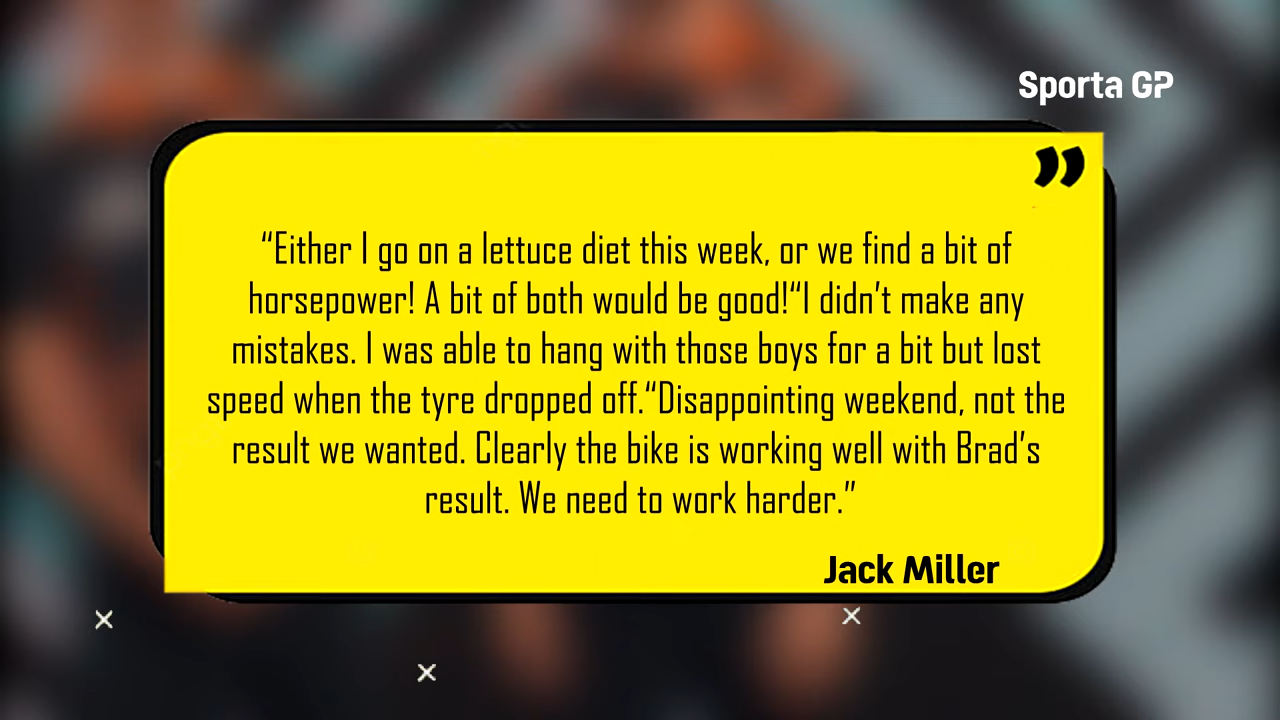 Sporta GP
”
“Either I go on a lettuce diet this week, or we find a bit of
horsepower! A bit of both would be good!“I didn’t make any
mistakes. I was able to hang with those boys for a bit but lost
speed when the tyre dropped off.“Disappointing weekend, not the
result we wanted. Clearly the bike is working well with Brad’s
result. We need to work harder.”
Jack Miller